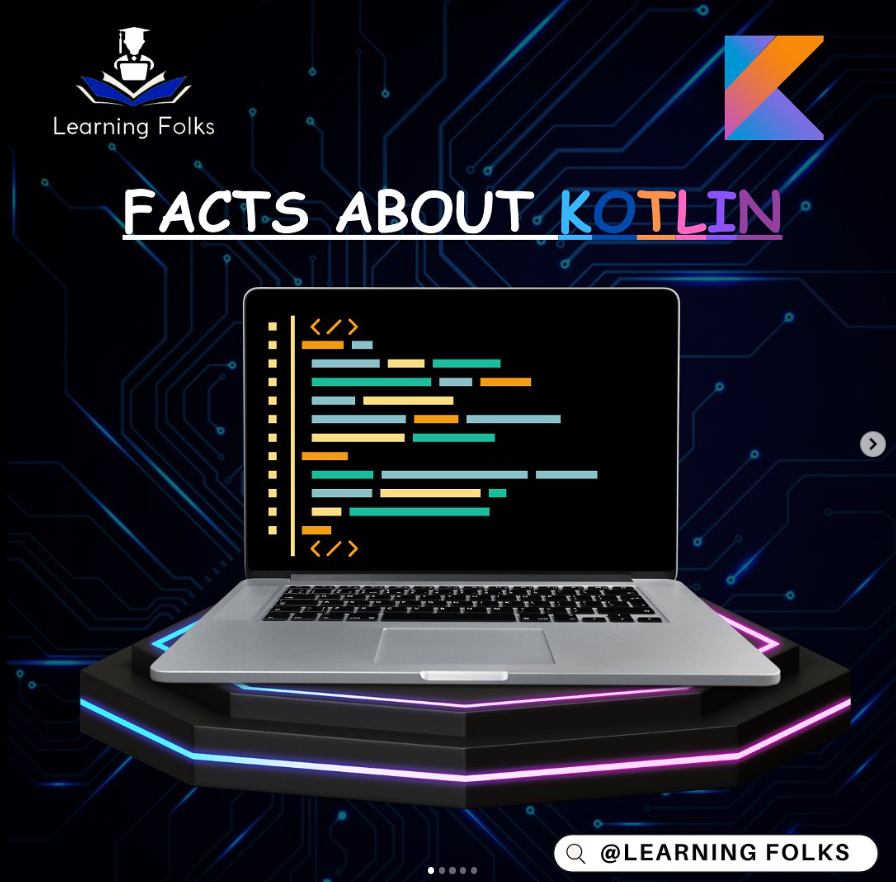 Learning Folks
FACTS ABOUT KOTLIN
</>
</>
@LEARNING FOLKS